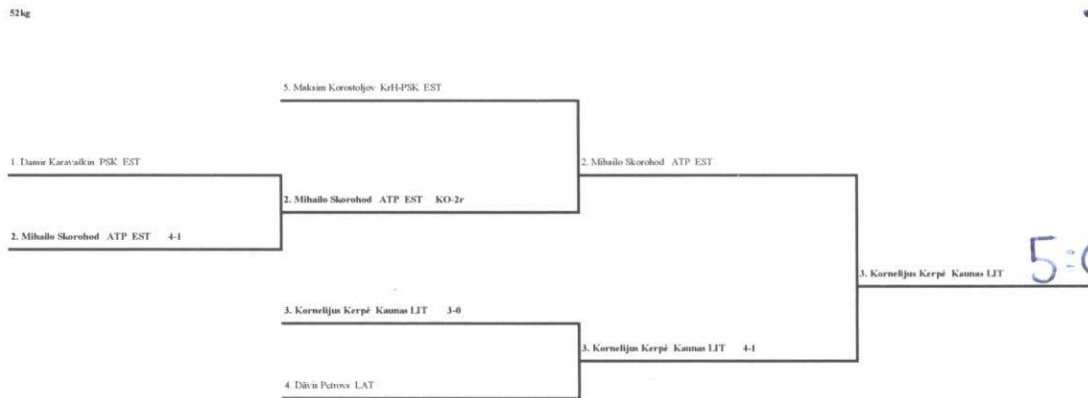 52kg
5. Maksim Korostoljov KrH-PSK EST
1. Damir Karavaikin PSK EST
2. Mihailo Skorohod ATP EST
2. Mihailo Skorohod ATP EST KO-2r
2. Mihailo Skorohod ATP EST 4-1
3. Kornelijus Kerpė Kaunas LIT
3. Kornelijus Kerpė Kaunas LIT 3-0
3. Kornelijus Kerpė Kaunas LIT 4-1
4. Dāvis Petrovs LAT